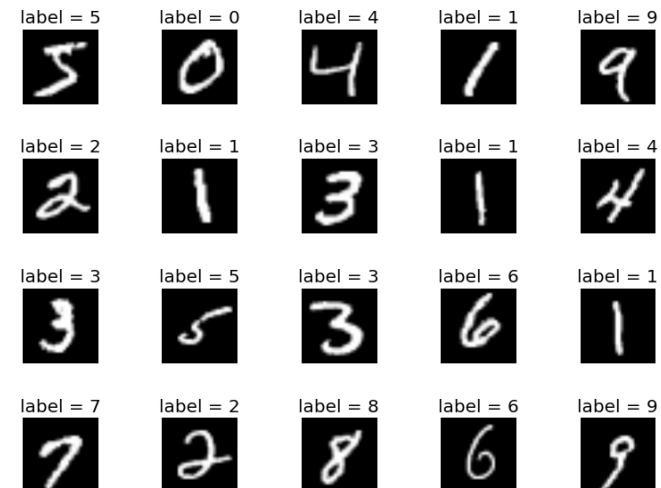 label = 5 label = 0 label = 4 label = 1 label = 9
5 0 4 1 9
label = 2 label = 1 label = 3 label = 1 label = 4
2 1 3 1 4
label = 3 label = 5 label = 3 label = 6 label = 1
3 5 3 6 1
label = 7 label = 2 label = 8 label = 6 label = 9
7 2 8 6 9